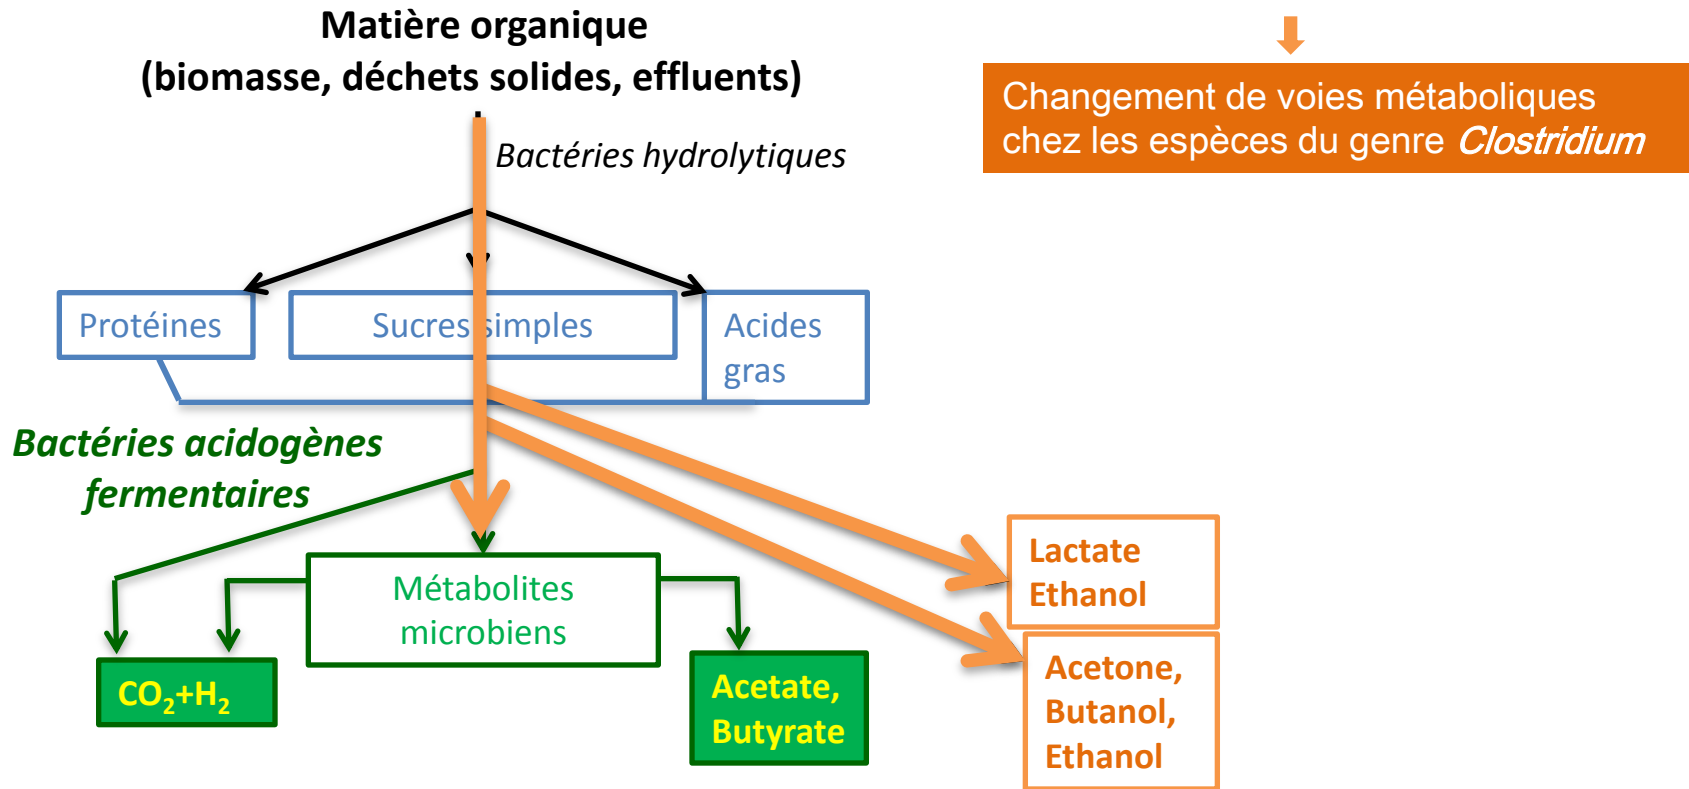 Matière organique
(biomasse, déchets solides, effluents)
Changement de voies métaboliques
chez les espèces du genre Clostridium
Bactéries hydrolytiques
Protéines
Sucres simples
Acides
gras
Bactéries acidogènes
fermentaires
Métabolites
microbiens
CO₂+H₂
Acetate,
Butyrate
Lactate
Ethanol
Acetone,
Butanol,
Ethanol